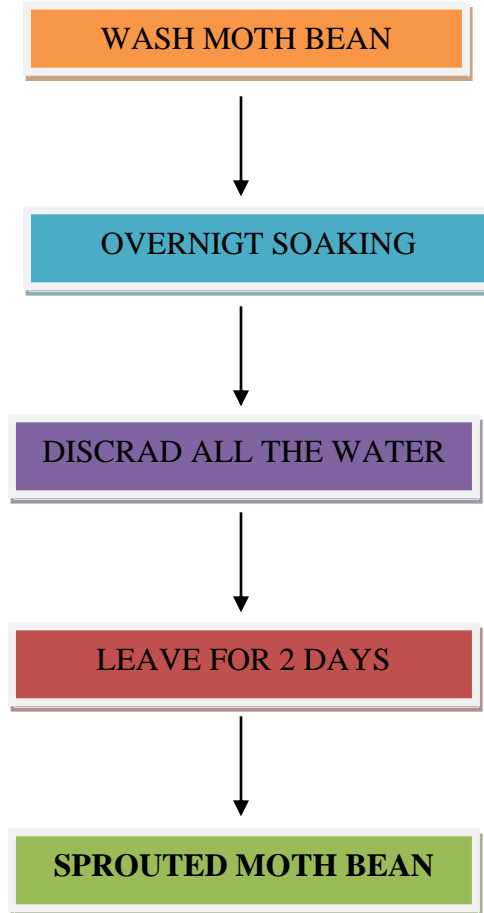 WASH MOTH BEAN
OVERNIGT SOAKING
DISCRAD ALL THE WATER
LEAVE FOR 2 DAYS
SPROUTED MOTH BEAN